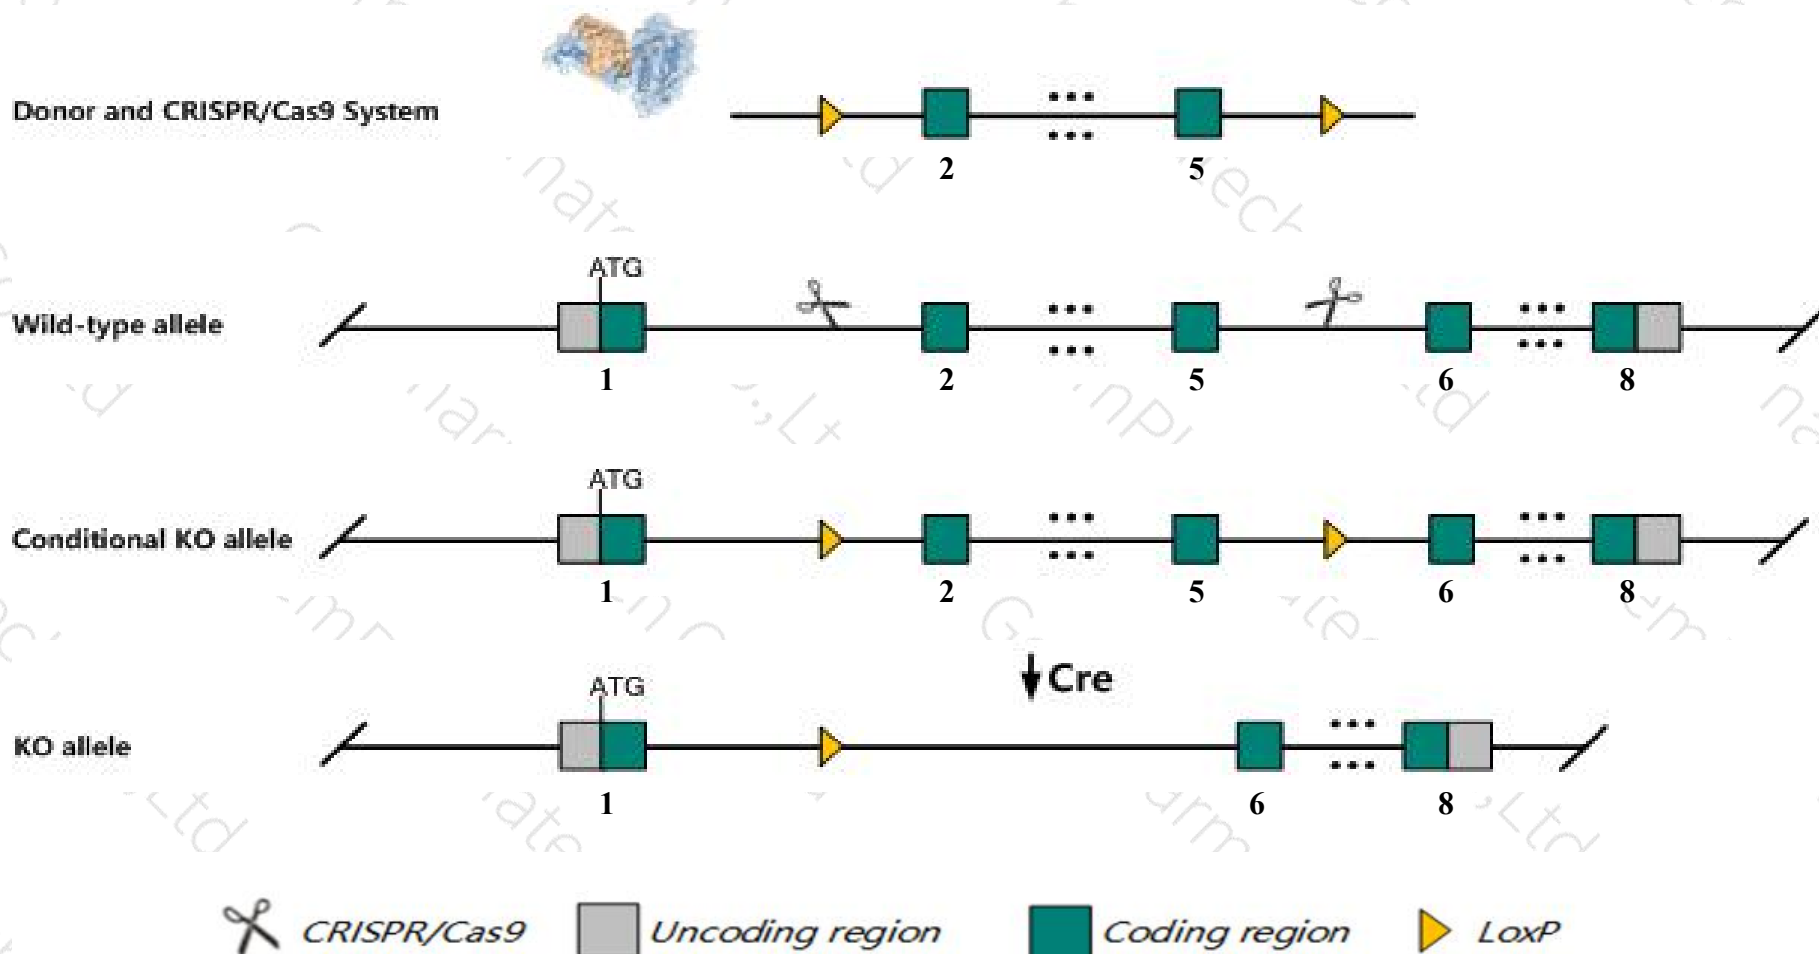 Donor and CRISPR/Cas9 System
2 5
ATG
Wild-type allele
1 2 5 6 8
ATG
Conditional KO allele
1 2 5 6 8
Cre
ATG
KO allele
1 6 8
CRISPR/Cas9 Uncoding region Coding region LoxP